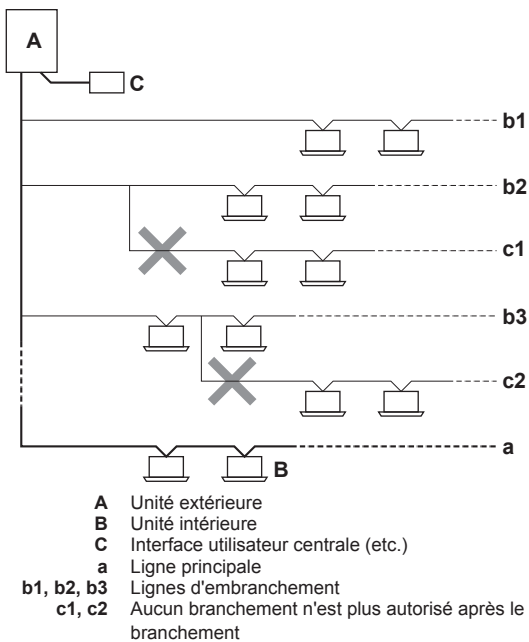 A
C
b1
b2
c1
b3
c2
a
B
A Unité extérieure
B Unité intérieure
C Interface utilisateur centrale (etc.)
a Ligne principale
b1, b2, b3 Lignes d'embranchement
c1, c2 Aucun branchement n'est plus autorisé après le
branchement